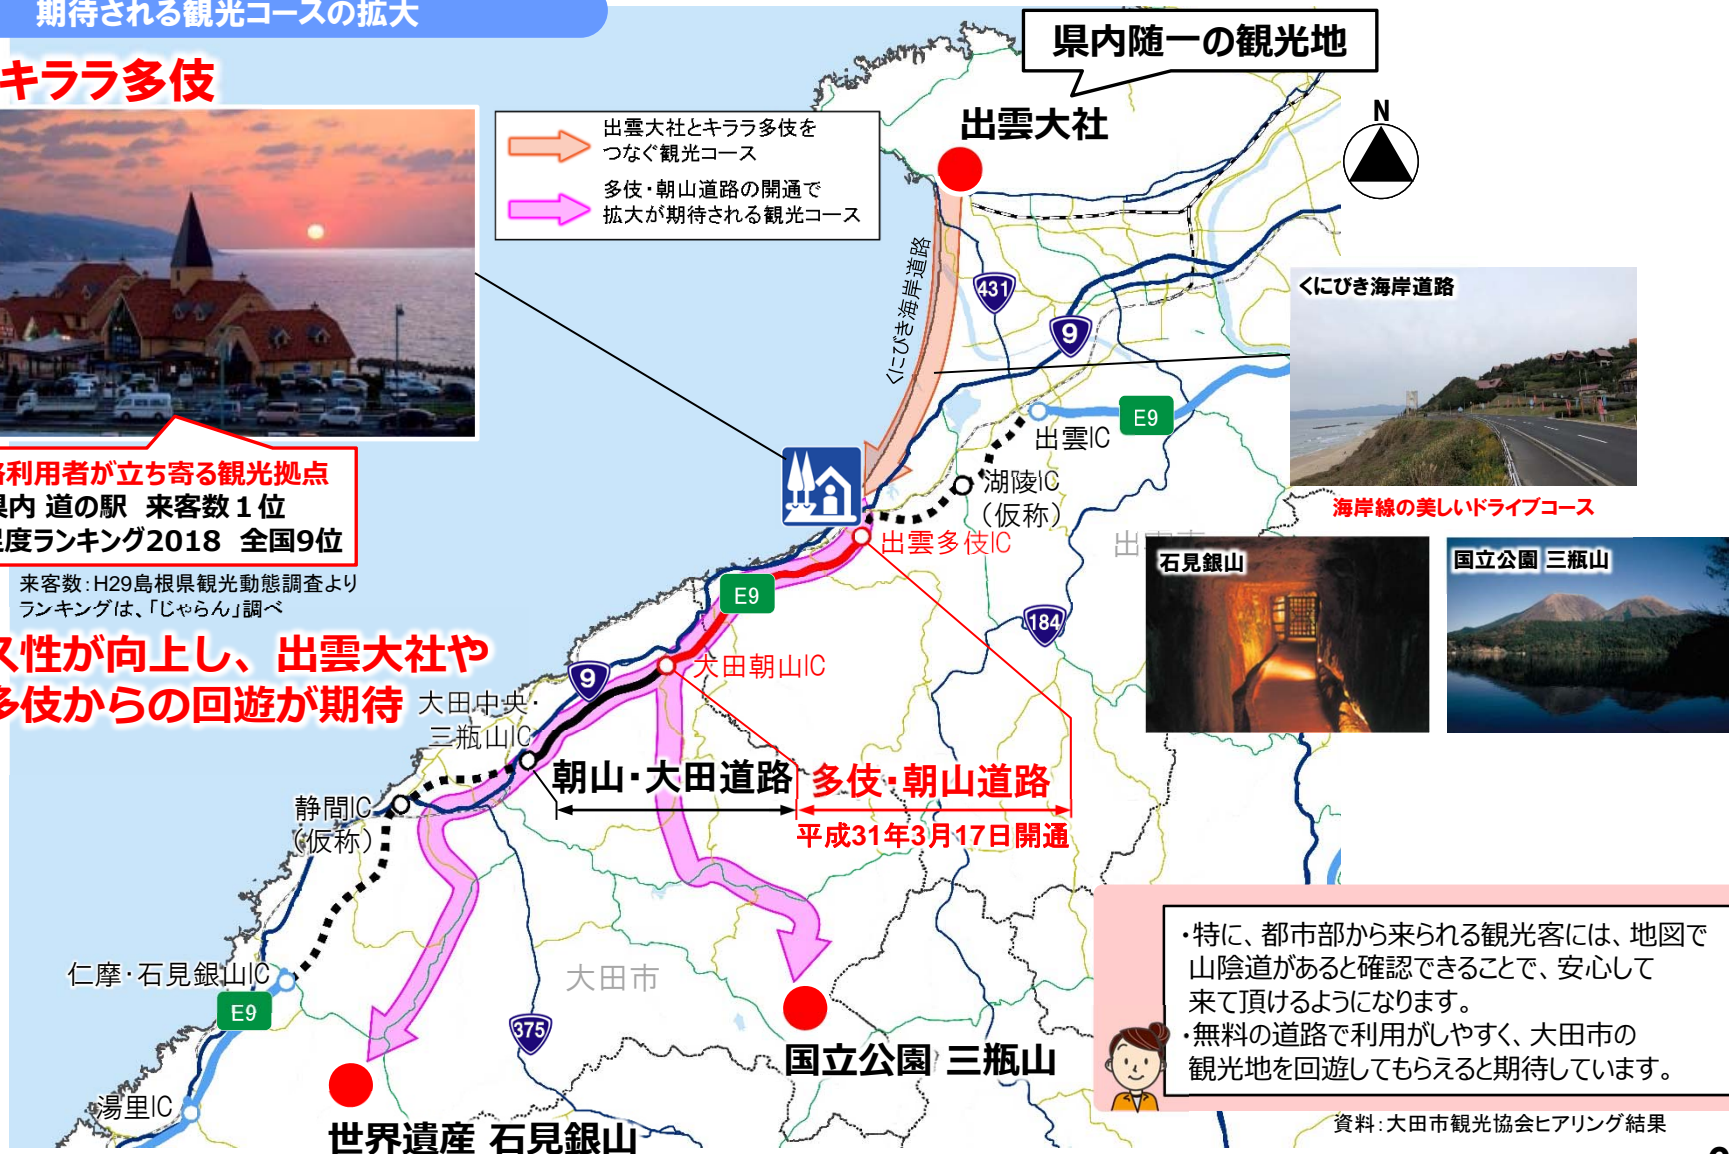 期待される観光コースの拡大
キララ多伎
出雲大社とキララ多伎を
つなぐ観光コース
多伎・朝山道路の開通で
拡大が期待される観光コース
県内随一の観光地
出雲大社
N
くにびき海岸道路
431
9
E9
出雲IC
湖陵IC
(仮称)
出雲多伎IC
くにびき海岸道路
海岸線の美しいドライブコース
石見銀山
国立公園 三瓶山
利用者が立ち寄る観光拠点
県内 道の駅 来客数１位
足度ランキング2018 全国9位
来客数：H29島根県観光動態調査より
ランキングは、「じゃらん」調べ
ス性が向上し、出雲大社や
多伎からの回遊が期待
E9
184
9
大田朝山IC
大田中央・
三瓶山IC
朝山・大田道路
多伎・朝山道路
平成31年3月17日開通
静間IC
(仮称)
仁摩・石見銀山IC
E9
大田市
375
湯里IC
世界遺産 石見銀山
国立公園 三瓶山
・特に、都市部から来られる観光客には、地図で
山陰道があると確認できることで、安心して
来て頂けるようになります。
・無料の道路で利用がしやすく、大田市の
観光地を回遊してもらえると期待しています。
資料：大田市観光協会ヒアリング結果